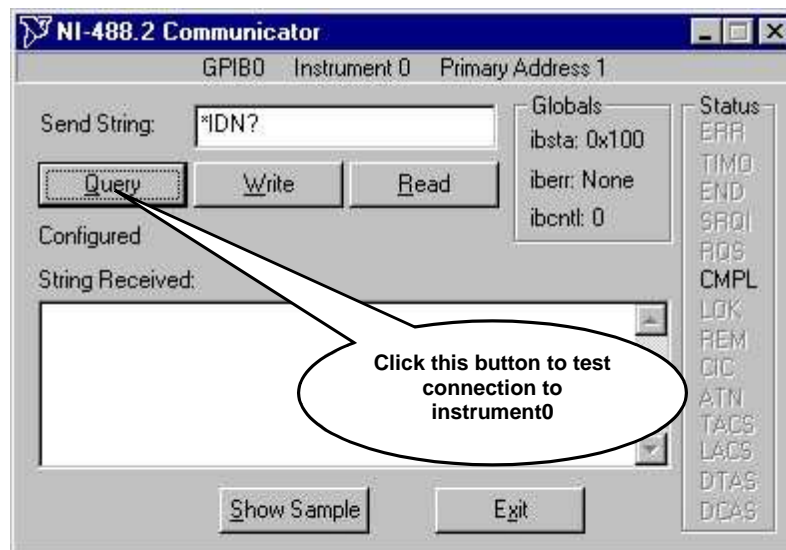 NI-488.2 Communicator
GPIB0 Instrument 0 Primary Address 1
Send String: *IDN?
Query Write Read
Configured
String Received:
Globals
ibsta: 0x100
iberr: None
ibcntl: 0
Status
ERR
TIMO
END
SRQI
RQS
CMPL
LOK
REM
CIC
ATN
TACS
LACS
DTAS
DCAS
Click this button to test
connection to
instrument0
Show Sample Exit